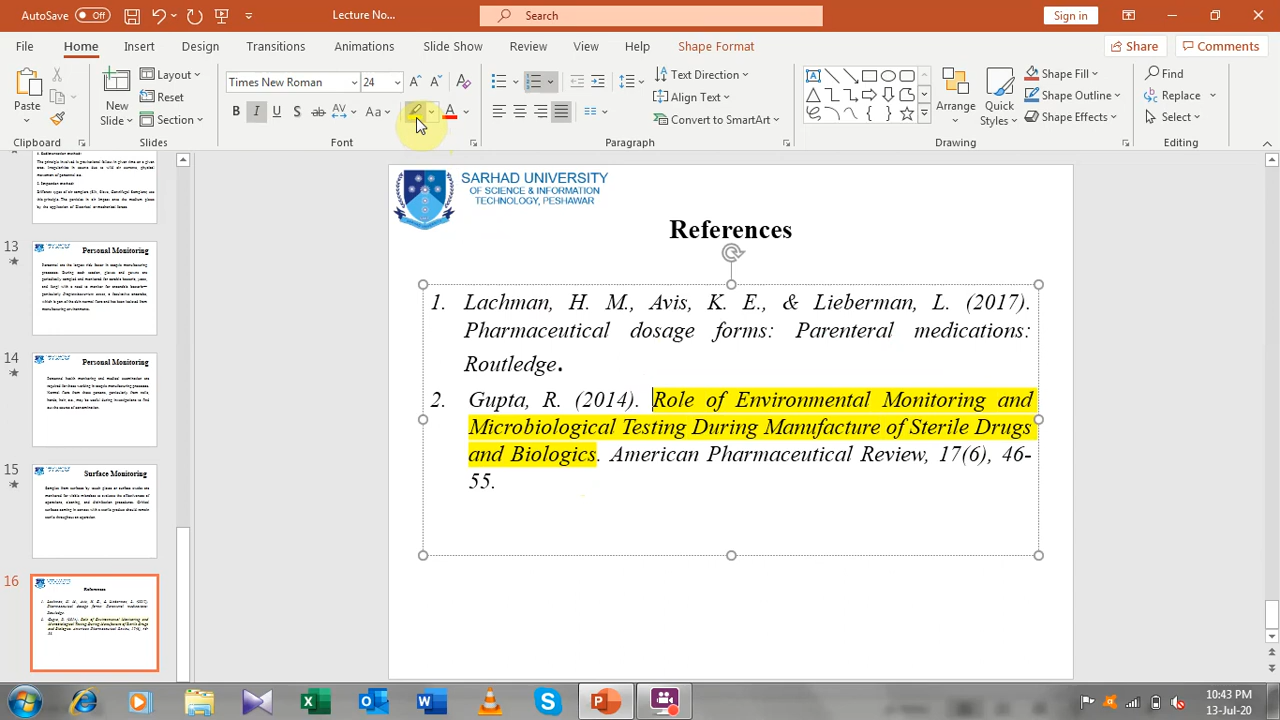 AutoSave Off Lecture No... Search Sign in
File Home Insert Design Transitions Animations Slide Show Review View Help Shape Format Share Comments
Paste New Slide Layout Reset Section Times New Roman 24 Text Direction Align Text Convert to SmartArt Arrange Quick Styles Shape Fill Shape Outline Shape Effects Find Replace Select
Clipboard Slides Font Paragraph Drawing Editing
SARHAD UNIVERSITY
OF SCIENCE & INFORMATION
TECHNOLOGY, PESHAWAR
References
1. Lachman, H. M., Avis, K. E., & Lieberman, L. (2017).
Pharmaceutical dosage forms: Parenteral medications:
Routledge.
2. Gupta, R. (2014). Role of Environmental Monitoring and
Microbiological Testing During Manufacture of Sterile Drugs
and Biologics. American Pharmaceutical Review, 17(6), 46-
55.
13 Personal Monitoring
14 Personal Monitoring
15 Surface Monitoring
16 References
10:43 PM
13-Jul-20